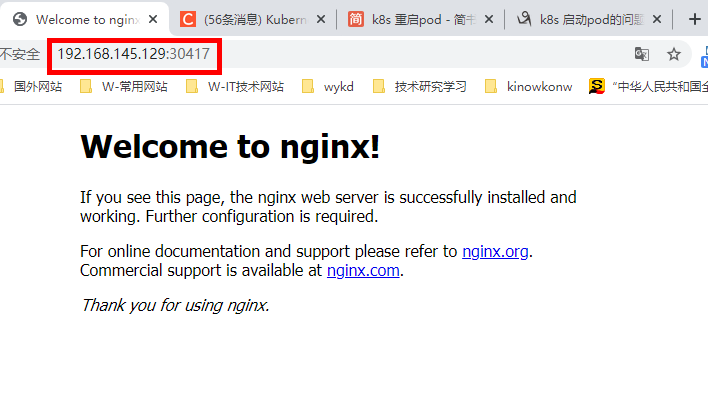 Welcome to nginx
(56条消息) Kubern
k8s 重启pod - 简书
k8s 启动pod的问题
不安全
192.168.145.129:30417
国外网站
W-常用网站
W-IT技术网站
wykd
技术研究学习
kinowkonw
“中华人民共和国全
Welcome to nginx!
If you see this page, the nginx web server is successfully installed and
working. Further configuration is required.
For online documentation and support please refer to nginx.org.
Commercial support is available at nginx.com.
Thank you for using nginx.